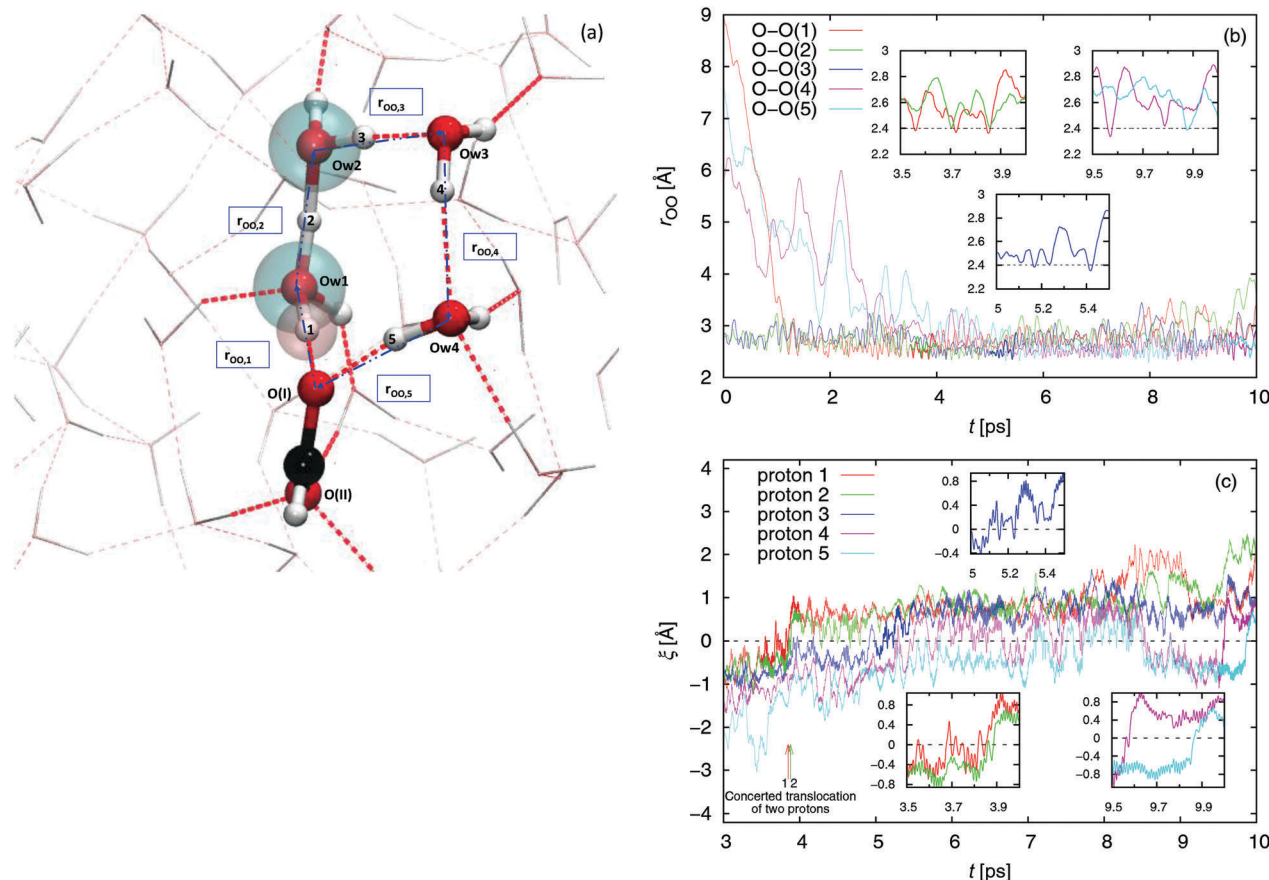 (a)
r_OO,3
3
Ow3
Ow2
4
r_OO,2
2
r_OO,4
Ow1
1
5
Ow4
r_OO,1
O(I)
r_OO,5
O(II)
(b)
9
8
7
6
5
4
3
2
r_OO [Å]
O–O(1)
O–O(2)
O–O(3)
O–O(4)
O–O(5)
3
2.8
2.6
2.4
2.2
3.5 3.7 3.9
3
2.8
2.6
2.4
2.2
9.5 9.7 9.9
3
2.8
2.6
2.4
2.2
5 5.2 5.4
0 2 4 6 8 10
t [ps]
(c)
4
3
2
1
0
−1
−2
−3
−4
ξ [Å]
proton 1
proton 2
proton 3
proton 4
proton 5
0.8
0.4
0
−0.4
5 5.2 5.4
1 2
Concerted translocation
of two protons
0.8
0.4
0
−0.4
−0.8
3.5 3.7 3.9
0.8
0.4
0
−0.4
−0.8
9.5 9.7 9.9
3 4 5 6 7 8 9 10
t [ps]